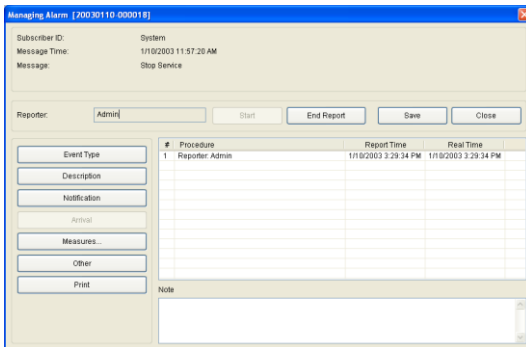 Managing Alarm [20030110-000018]
Subscriber ID: System
Message Time: 1/10/2003 11:57:20 AM
Message: Stop Service
Reporter: Admin Start End Report Save Close
Event Type
Description
Notification
Arrival
Measures...
Other
Print
# Procedure Report Time Real Time
1 Reporter: Admin 1/10/2003 3:29:34 PM 1/10/2003 3:29:34 PM
Note